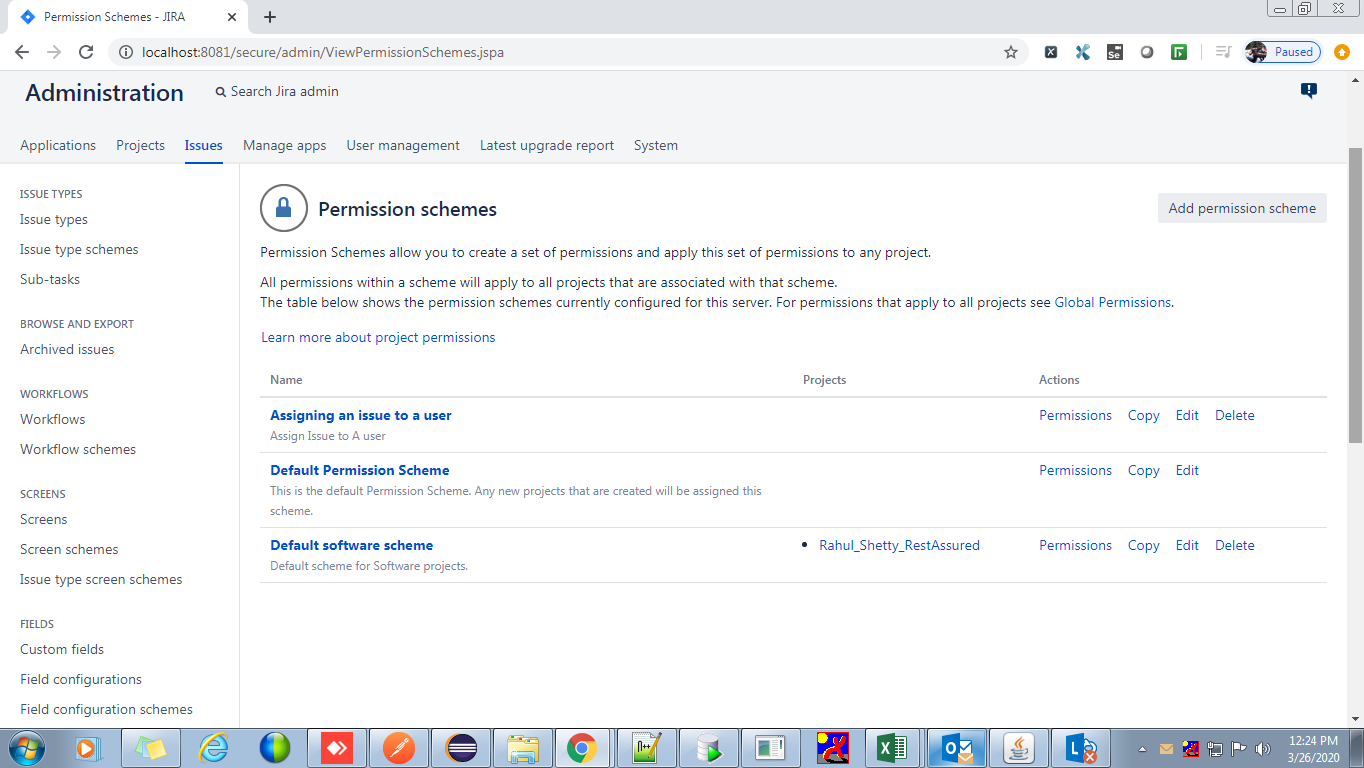 Permission Schemes - JIRA
localhost:8081/secure/admin/ViewPermissionSchemes.jspa
X
Se
Paused
Administration
Search Jira admin
Applications Projects Issues Manage apps User management Latest upgrade report System
ISSUE TYPES
Issue types
Issue type schemes
Sub-tasks
BROWSE AND EXPORT
Archived issues
WORKFLOWS
Workflows
Workflow schemes
SCREENS
Screens
Screen schemes
Issue type screen schemes
FIELDS
Custom fields
Field configurations
Field configuration schemes
Permission schemes
Add permission scheme
Permission Schemes allow you to create a set of permissions and apply this set of permissions to any project.
All permissions within a scheme will apply to all projects that are associated with that scheme.
The table below shows the permission schemes currently configured for this server. For permissions that apply to all projects see Global Permissions.
Learn more about project permissions
Name Projects Actions
Assigning an issue to a user Permissions Copy Edit Delete
Assign Issue to A user
Default Permission Scheme Permissions Copy Edit
This is the default Permission Scheme. Any new projects that are created will be assigned this
scheme.
Default software scheme • Rahul_Shetty_RestAssured Permissions Copy Edit Delete
Default scheme for Software projects.
12:24 PM
3/26/2020